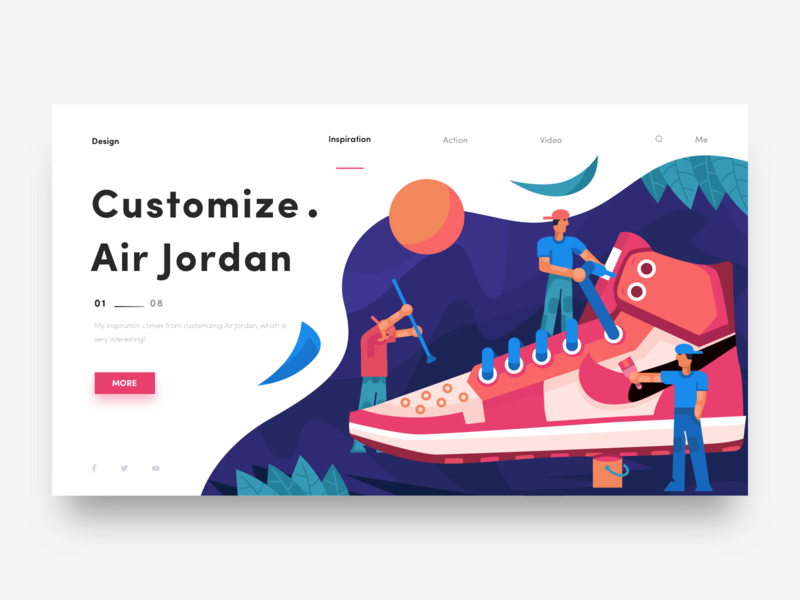 Design
Inspiration
Action
Video
Me
Customize.
Air Jordan
01
08
My inspiration comes from customizing Air Jordan, which is
very interesting!
MORE